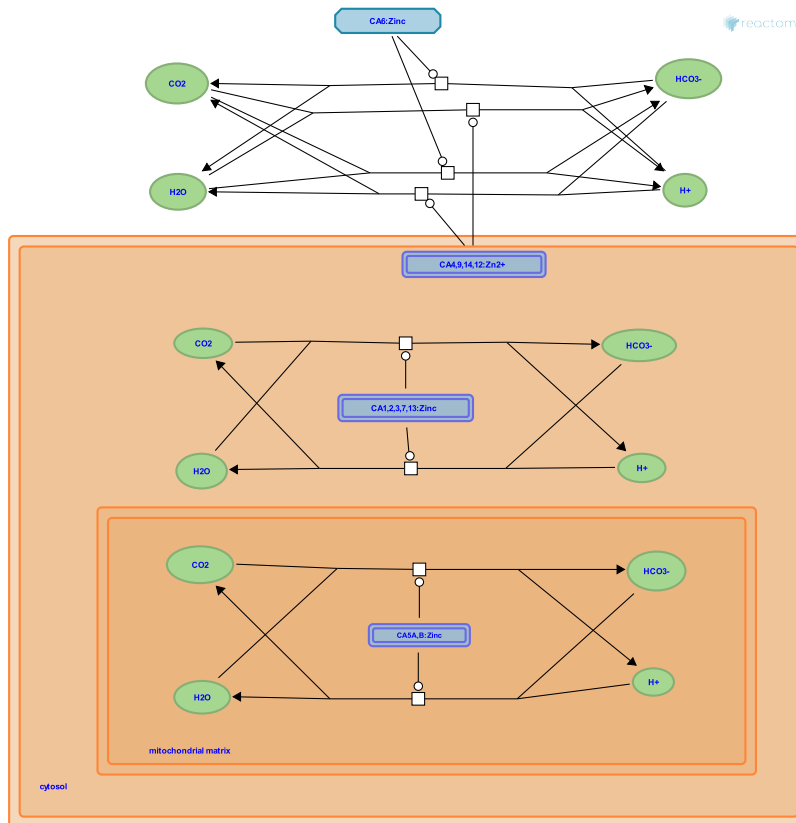 CA6:Zinc
reactom
CO2
HCO3-
H2O
H+
CA4,9,14,12:Zn2+
CO2
HCO3-
CA1,2,3,7,13:Zinc
H2O
H+
CO2
HCO3-
CA5A,B:Zinc
H2O
H+
mitochondrial matrix
cytosol